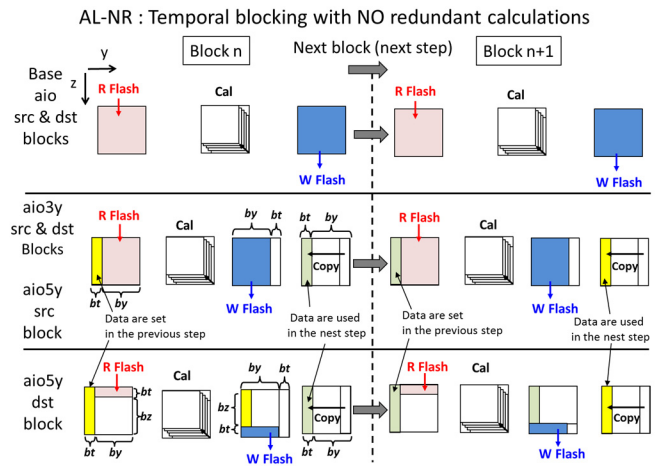 AL-NR : Temporal blocking with NO redundant calculations
Block n
Next block (next step)
Block n+1
y
z
Base
aio
src & dst
blocks
R Flash
Cal
W Flash
R Flash
Cal
W Flash
aio3y
src & dst
Blocks
aio5y
src
block
R Flash
bt
by
Cal
by
bt
W Flash
bt
by
Copy
R Flash
Cal
W Flash
Copy
Data are set
in the previous step
Data are used
in the nest step
Data are set
in the previous step
Data are used
in the nest step
aio5y
dst
block
R Flash
bt
bz
bt
by
Cal
by
bt
bz
bt
W Flash
Copy
bt
by
R Flash
Cal
W Flash
Copy